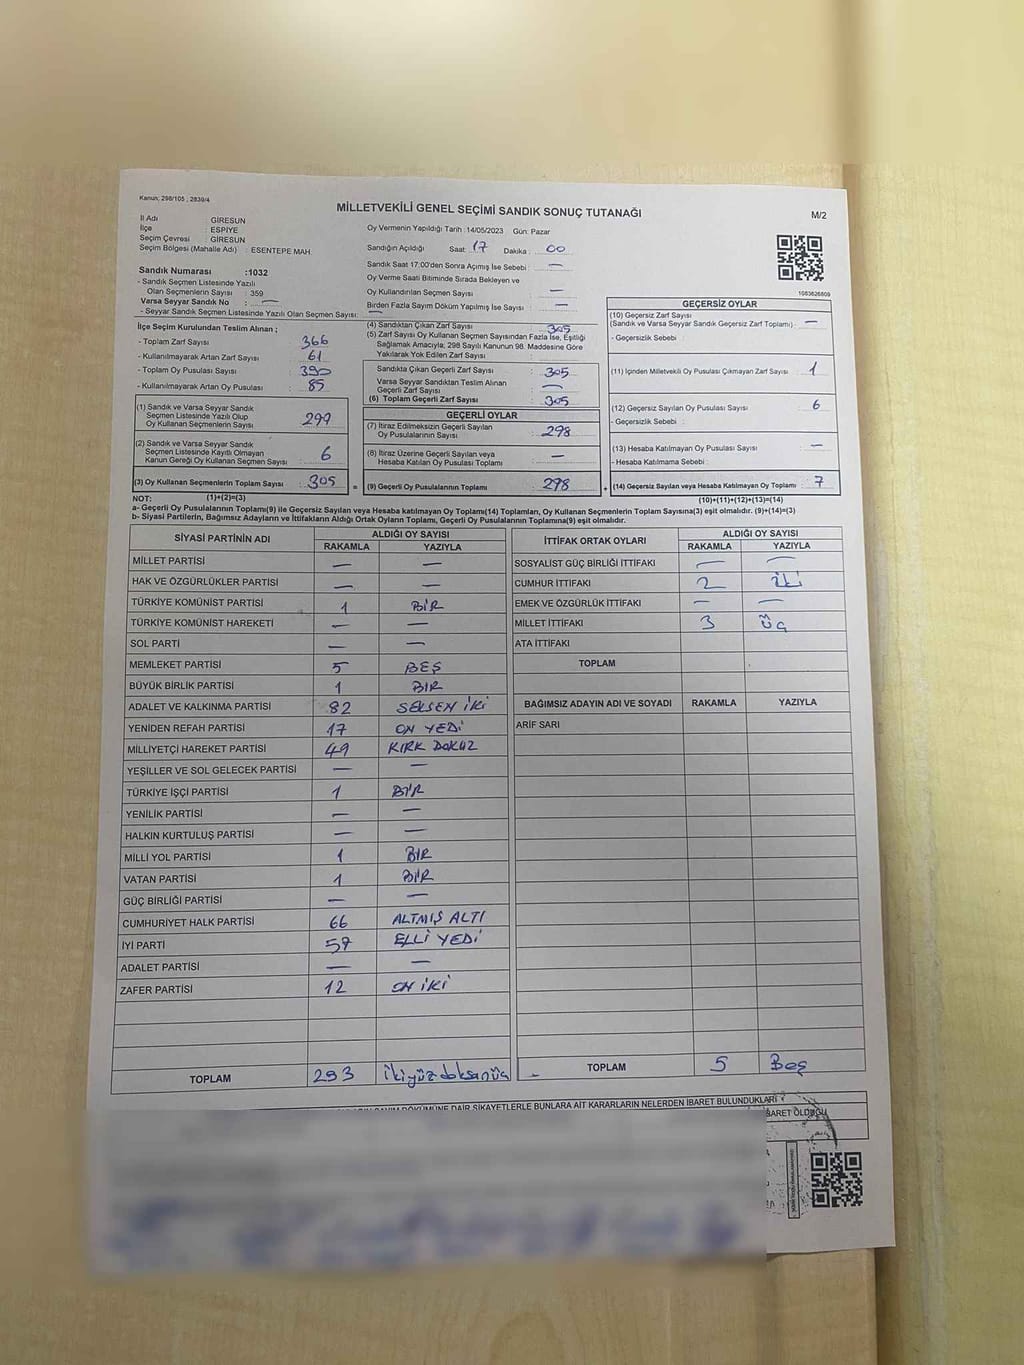 Kanun; 298/105 ; 2839/4
MİLLETVEKİLİ GENEL SEÇİMİ SANDIK SONUÇ TUTANAĞI
M/2
İl Adı : GİRESUN
İlçe : ESPİYE
Seçim Çevresi : GİRESUN
Seçim Bölgesi (Mahalle Adı) : ESENTEPE MAH.
Sandık Numarası :1032
- Sandık Seçmen Listesinde Yazılı
Olan Seçmenlerin Sayısı : 359
Varsa Seyyar Sandık No : —
- Seyyar Sandık Seçmen Listesinde Yazılı Olan Seçmen Sayısı: —
Oy Vermenin Yapıldığı Tarih :14/05/2023 Gün: Pazar
Sandığın Açıldığı Saat: 17 Dakika : 00
Sandık Saat 17:00'den Sonra Açımış İse Sebebi : —
Oy Verme Saati Bitiminde Sırada Bekleyen ve
Oy Kullandırılan Seçmen Sayısı : —
Birden Fazla Sayım Döküm Yapılmış İse Sayısı : —
1083626809
İlçe Seçim Kurulundan Teslim Alınan ;
- Toplam Zarf Sayısı : 366
- Kullanılmayarak Artan Zarf Sayısı : 61
- Toplam Oy Pusulası Sayısı : 390
- Kullanılmayarak Artan Oy Pusulası : 85
(1) Sandık ve Varsa Seyyar Sandık
Seçmen Listesinde Yazılı Olup
Oy Kullanan Seçmenlerin Sayısı : 299
(2) Sandık ve Varsa Seyyar Sandık
Seçmen Listesinde Kayıtlı Olmayan
Kanun Gereği Oy Kullanan Seçmen Sayısı : 6
(3) Oy Kullanan Seçmenlerin Toplam Sayısı : 305
(4) Sandıktan Çıkan Zarf Sayısı : 305
(5) Zarf Sayısı Oy Kullanan Seçmen Sayısından Fazla İse, Eşitliği
Sağlamak Amacıyla; 298 Sayılı Kanunun 98. Maddesine Göre
Yakılarak Yok Edilen Zarf Sayısı :
Sandıkta Çıkan Geçerli Zarf Sayısı : 305
Varsa Seyyar Sandıktan Teslim Alınan
Geçerli Zarf Sayısı : —
(6) Toplam Geçerli Zarf Sayısı : 305
GEÇERLİ OYLAR
(7) İtiraz Edilmeksizin Geçerli Sayılan
Oy Pusulalarının Sayısı : 298
(8) İtiraz Üzerine Geçerli Sayılan veya
Hesaba Katılan Oy Pusulası Toplamı : —
= (9) Geçerli Oy Pusulalarının Toplamı : 298
GEÇERSİZ OYLAR
(10) Geçersiz Zarf Sayısı
(Sandık ve Varsa Seyyar Sandık Geçersiz Zarf Toplamı) : —
- Geçersizlik Sebebi :
(11) İçinden Milletvekili Oy Pusulası Çıkmayan Zarf Sayısı : 1
(12) Geçersiz Sayılan Oy Pusulası Sayısı : 6
- Geçersizlik Sebebi :
(13) Hesaba Katılmayan Oy Pusulası Sayısı : —
- Hesaba Katılmama Sebebi :
+ (14) Geçersiz Sayılan veya Hesaba Katılmayan Oy Toplamı : 7
NOT: (1)+(2)=(3) (10)+(11)+(12)+(13)=(14)
a- Geçerli Oy Pusulalarının Toplamı(9) ile Geçersiz Sayılan veya Hesaba katılmayan Oy Toplamı(14) Toplamları, Oy Kullanan Seçmenlerin Toplam Sayısına(3) eşit olmalıdır. (9)+(14)=(3)
b- Siyasi Partilerin, Bağımsız Adayların ve İttifakların Aldığı Ortak Oyların Toplamı, Geçerli Oy Pusulalarının Toplamına(9) eşit olmalıdır.
SİYASİ PARTİNİN ADI ALDIĞI OY SAYISI
RAKAMLA YAZIYLA
MİLLET PARTİSİ — —
HAK VE ÖZGÜRLÜKLER PARTİSİ — —
TÜRKİYE KOMÜNİST PARTİSİ 1 BİR
TÜRKİYE KOMÜNİST HAREKETİ — —
SOL PARTİ — —
MEMLEKET PARTİSİ 5 BEŞ
BÜYÜK BİRLİK PARTİSİ 1 BIR
ADALET VE KALKINMA PARTİSİ 82 SEKSEN İKİ
YENİDEN REFAH PARTİSİ 17 ON YEDİ
MİLLİYETÇİ HAREKET PARTİSİ 49 KIRK DOKUZ
YEŞİLLER VE SOL GELECEK PARTİSİ — —
TÜRKİYE İŞÇİ PARTİSİ 1 BİR
YENİLİK PARTİSİ — —
HALKIN KURTULUŞ PARTİSİ — —
MİLLİ YOL PARTİSİ 1 BIR
VATAN PARTİSİ 1 BİR
GÜÇ BİRLİĞİ PARTİSİ — —
CUMHURİYET HALK PARTİSİ 66 ALTMIŞ ALTI
İYİ PARTİ 57 ELLİ YEDİ
ADALET PARTİSİ — —
ZAFER PARTİSİ 12 ON İKİ
TOPLAM 293 ikiyüz doksanüç
İTTİFAK ORTAK OYLARI ALDIĞI OY SAYISI
RAKAMLA YAZIYLA
SOSYALİST GÜÇ BİRLİĞİ İTTİFAKI — —
CUMHUR İTTİFAKI 2 iki
EMEK VE ÖZGÜRLÜK İTTİFAKI — —
MİLLET İTTİFAKI 3 üç
ATA İTTİFAKI
TOPLAM
BAĞIMSIZ ADAYIN ADI VE SOYADI RAKAMLA YAZIYLA
ARİF SARI
TOPLAM 5 Beş
SAYIM DÖKÜMÜNE DAİR ŞİKAYETLERLE BUNLARA AİT KARARLARIN NELERDEN İBARET BULUNDUKLARI